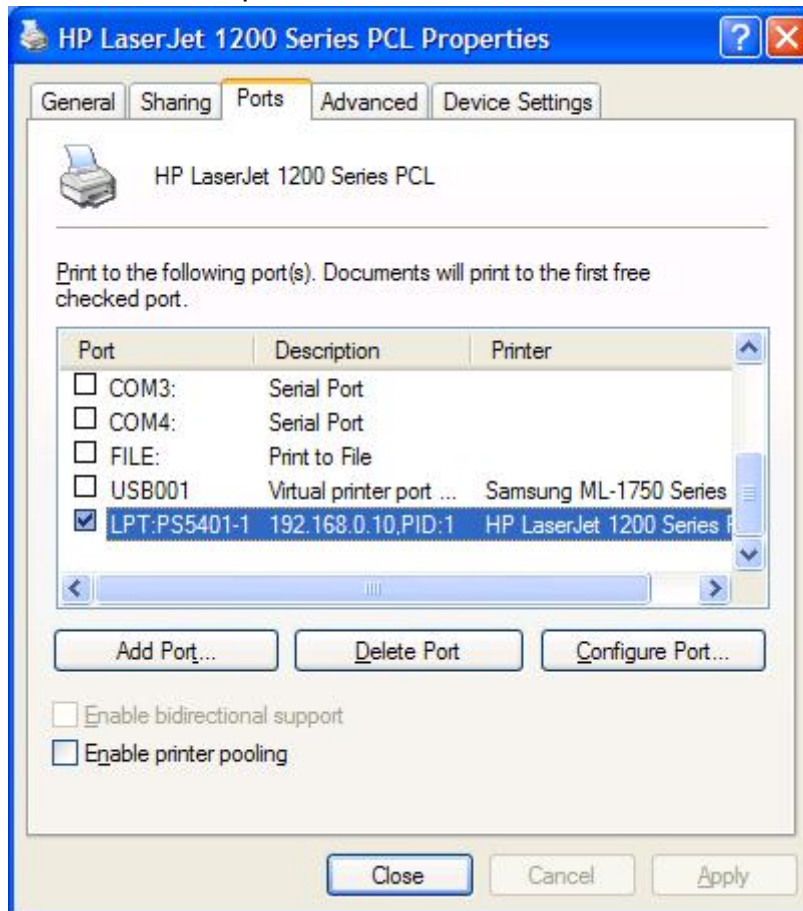 HP LaserJet 1200 Series PCL Properties
General Sharing Ports Advanced Device Settings
HP LaserJet 1200 Series PCL
Print to the following port(s). Documents will print to the first free
checked port.
Port Description Printer
COM3: Serial Port
COM4: Serial Port
FILE: Print to File
USB001 Virtual printer port ... Samsung ML-1750 Series
LPT:PS5401-1 192.168.0.10,PID:1 HP LaserJet 1200 Series
Add Port... Delete Port Configure Port...
Enable bidirectional support
Enable printer pooling
Close Cancel Apply